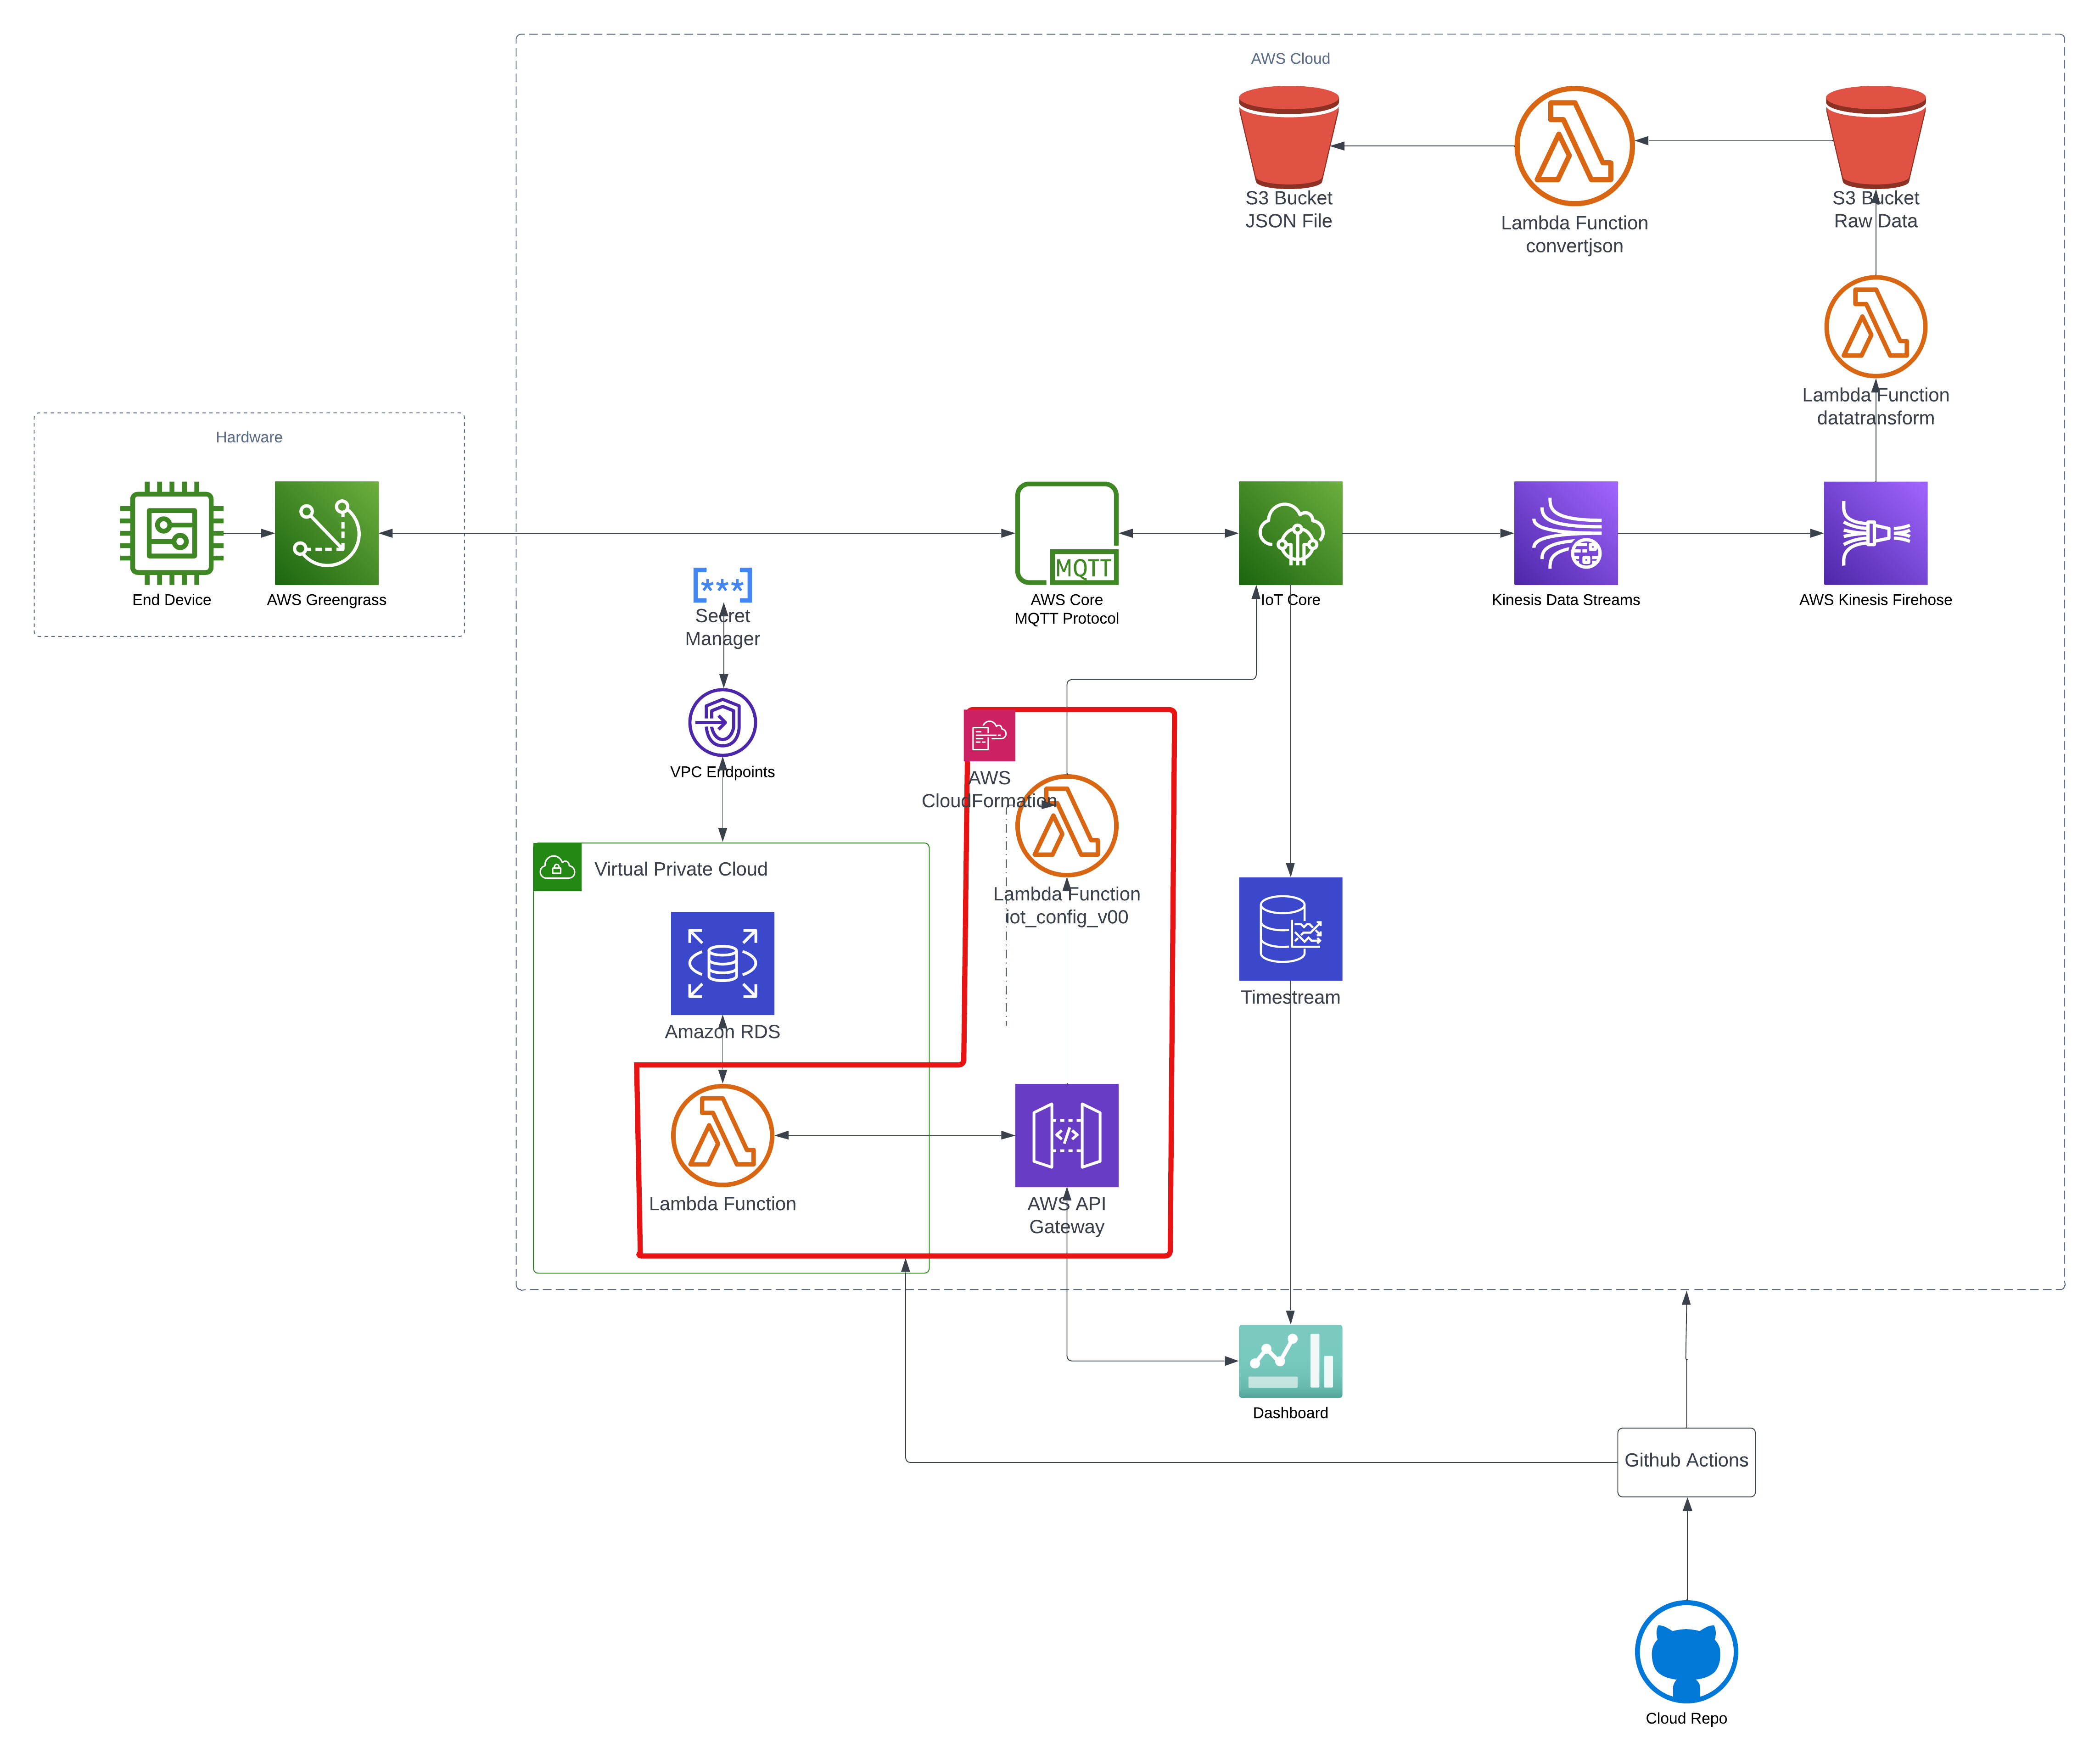 AWS Cloud
S3 Bucket
JSON File
Lambda Function
convertjson
S3 Bucket
Raw Data
Lambda Function
datatransform
Hardware
End Device
AWS Greengrass
MQTT
AWS Core
MQTT Protocol
IoT Core
Kinesis Data Streams
AWS Kinesis Firehose
[***]
Secret
Manager
VPC Endpoints
AWS
CloudFormation
Lambda Function
iot_config_v00
Virtual Private Cloud
Amazon RDS
Timestream
Lambda Function
</>
AWS API
Gateway
Dashboard
Github Actions
Cloud Repo